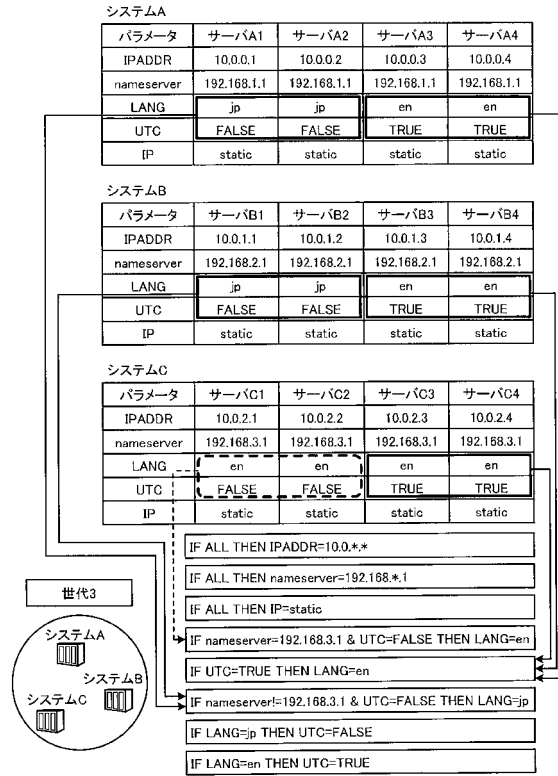 システムA
パラメータ サーバA1 サーバA2 サーバA3 サーバA4
IPADDR 10.0.0.1 10.0.0.2 10.0.0.3 10.0.0.4
nameserver 192.168.1.1 192.168.1.1 192.168.1.1 192.168.1.1
LANG jp jp en en
UTC FALSE FALSE TRUE TRUE
IP static static static static
システムB
パラメータ サーバB1 サーバB2 サーバB3 サーバB4
IPADDR 10.0.1.1 10.0.1.2 10.0.1.3 10.0.1.4
nameserver 192.168.2.1 192.168.2.1 192.168.2.1 192.168.2.1
LANG jp jp en en
UTC FALSE FALSE TRUE TRUE
IP static static static static
システムC
パラメータ サーバC1 サーバC2 サーバC3 サーバC4
IPADDR 10.0.2.1 10.0.2.2 10.0.2.3 10.0.2.4
nameserver 192.168.3.1 192.168.3.1 192.168.3.1 192.168.3.1
LANG en en en en
UTC FALSE FALSE TRUE TRUE
IP static static static static
IF ALL THEN IPADDR=10.0.*.*
IF ALL THEN nameserver=192.168.*.1
IF ALL THEN IP=static
IF nameserver=192.168.3.1 & UTC=FALSE THEN LANG=en
IF UTC=TRUE THEN LANG=en
IF nameserver!=192.168.3.1 & UTC=FALSE THEN LANG=jp
IF LANG=jp THEN UTC=FALSE
IF LANG=en THEN UTC=TRUE
世代3
システムA
システムB
システムC